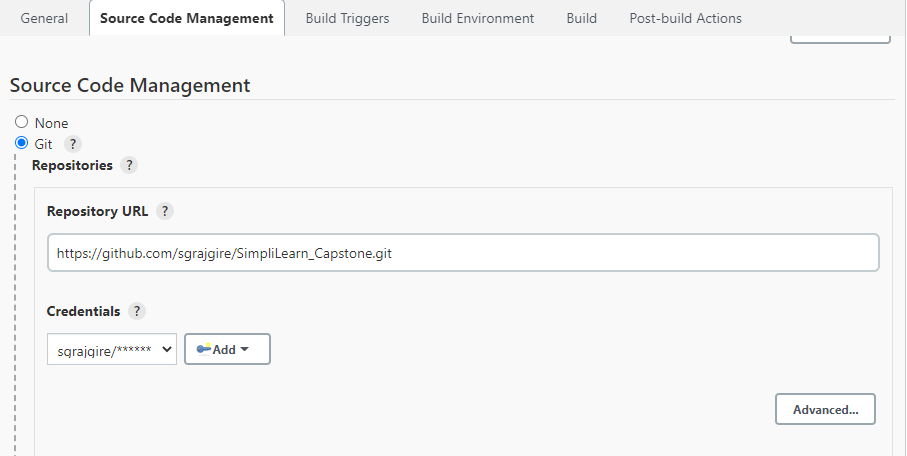 General Source Code Management Build Triggers Build Environment Build Post-build Actions
Source Code Management
None
Git ?
Repositories ?
Repository URL ?
https://github.com/sgrajgire/SimpliLearn_Capstone.git
Credentials ?
sgrajgire/****** Add
Advanced...